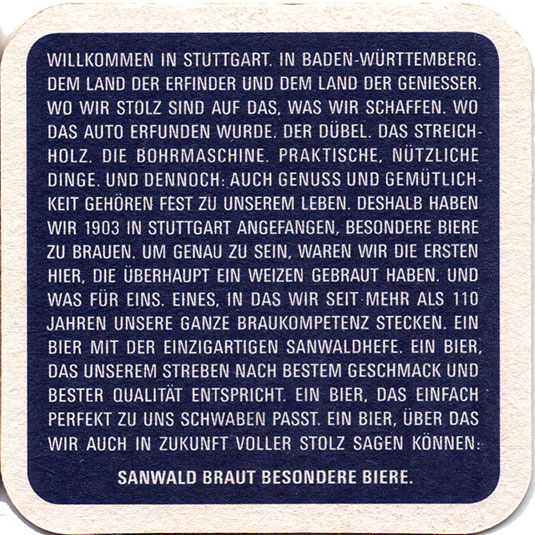 WILLKOMMEN IN STUTTGART. IN BADEN-WÜRTTEMBERG.
DEM LAND DER ERFINDER UND DEM LAND DER GENIESSER.
WO WIR STOLZ SIND AUF DAS, WAS WIR SCHAFFEN. WO
DAS AUTO ERFUNDEN WURDE. DER DÜBEL. DAS STREICH-
HOLZ. DIE BOHRMASCHINE. PRAKTISCHE, NÜTZLICHE
DINGE. UND DENNOCH: AUCH GENUSS UND GEMÜTLICH-
KEIT GEHÖREN FEST ZU UNSEREM LEBEN. DESHALB HABEN
WIR 1903 IN STUTTGART ANGEFANGEN, BESONDERE BIERE
ZU BRAUEN. UM GENAU ZU SEIN, WAREN WIR DIE ERSTEN
HIER, DIE ÜBERHAUPT EIN WEIZEN GEBRAUT HABEN. UND
WAS FÜR EINS. EINES, IN DAS WIR SEIT MEHR ALS 110
JAHREN UNSERE GANZE BRAUKOMPETENZ STECKEN. EIN
BIER MIT DER EINZIGARTIGEN SANWALDHEFE. EIN BIER,
DAS UNSEREM STREBEN NACH BESTEM GESCHMACK UND
BESTER QUALITÄT ENTSPRICHT. EIN BIER, DAS EINFACH
PERFEKT ZU UNS SCHWABEN PASST. EIN BIER, ÜBER DAS
WIR AUCH IN ZUKUNFT VOLLER STOLZ SAGEN KÖNNEN:
SANWALD BRAUT BESONDERE BIERE.